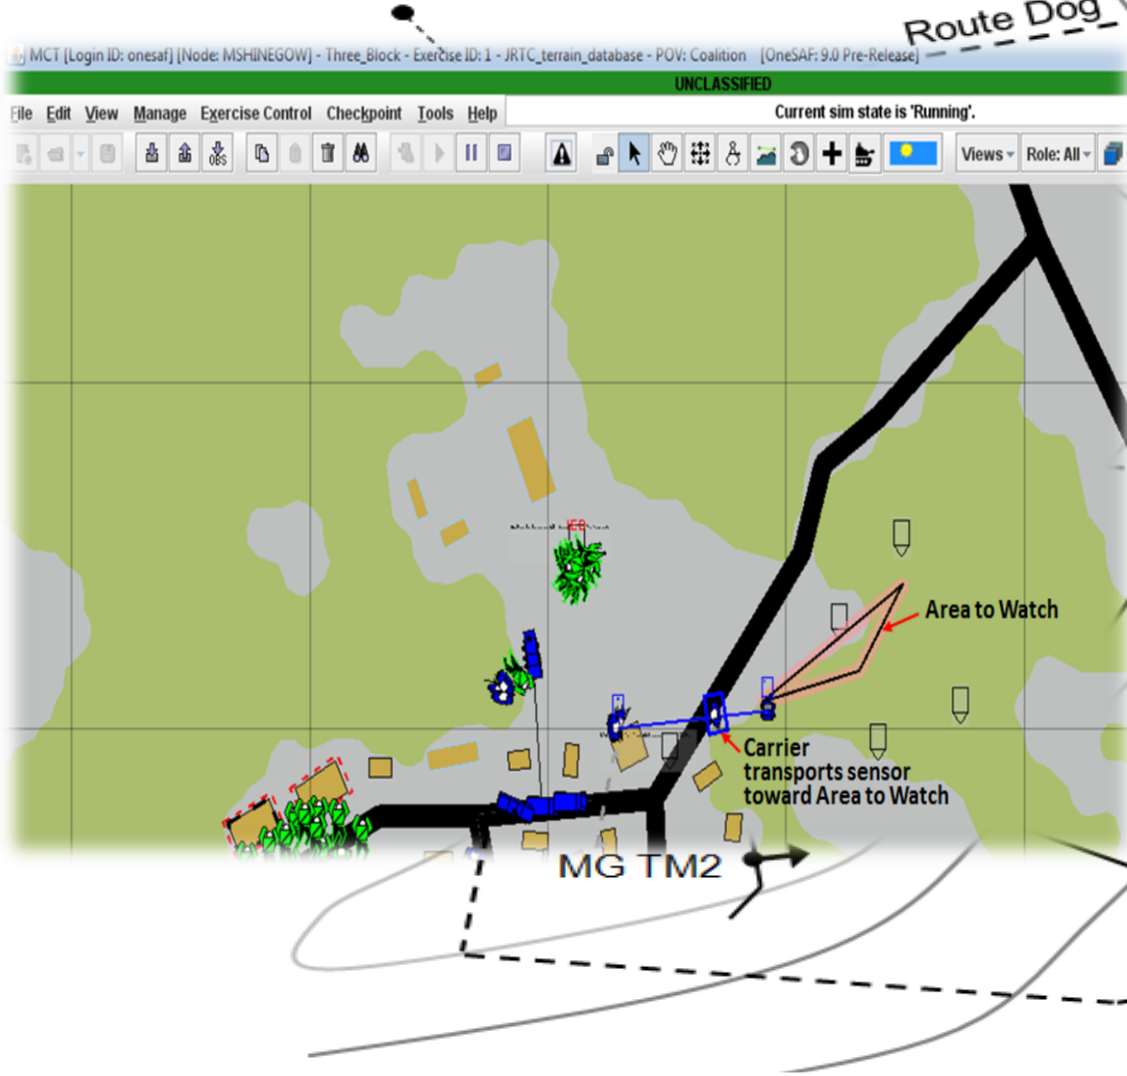 Route Dog
MCT [Login ID: onesaf] [Node: MSHINEGOW] - Three_Block - Exercise ID: 1 - JRTC_terrain_database - POV: Coalition [OneSAF: 9.0 Pre-Release]
UNCLASSIFIED
File Edit View Manage Exercise Control Checkpoint Tools Help
Current sim state is 'Running'.
OBS
Views
Role: All
Area to Watch
Carrier
transports sensor
toward Area to Watch
MG TM2